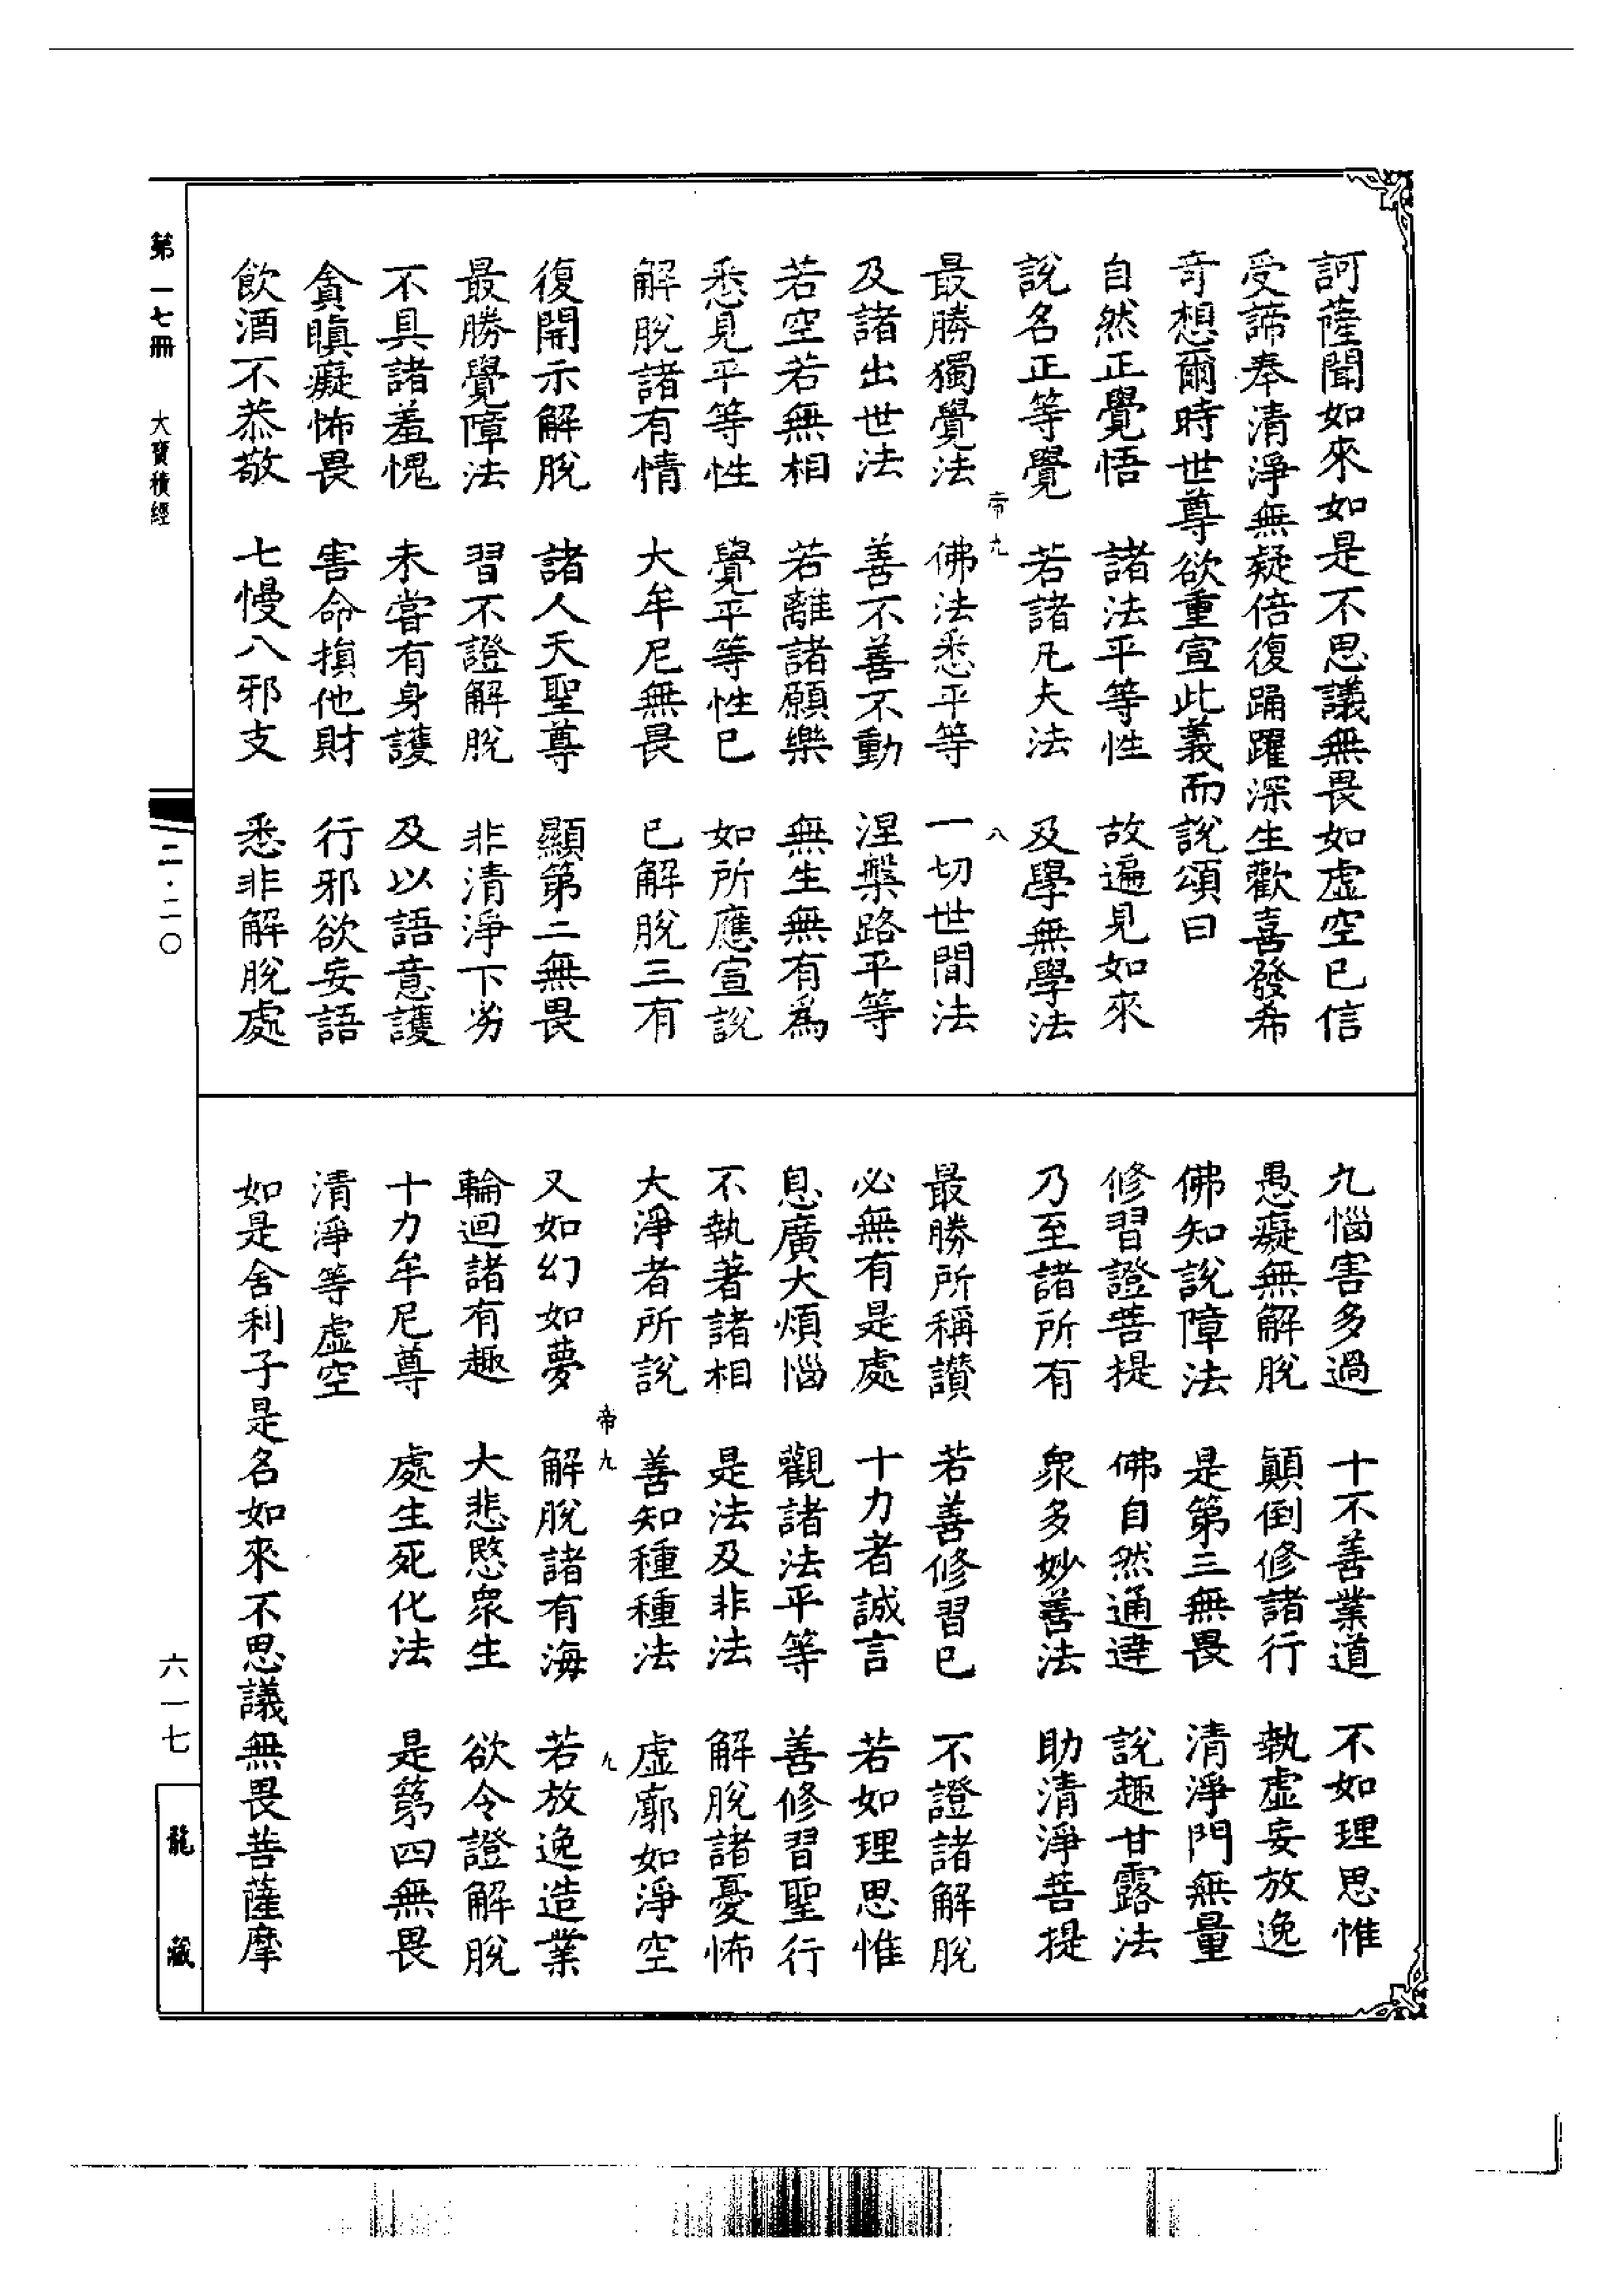 訶薩聞如來如是不思議無畏如虛空已信
受諦奉清淨無疑倍復踊躍深生歡喜發希
奇想爾時世尊欲重宣此義而說頌曰
自然正覺悟　諸法平等性　故遍見如來
說名正等覺　若諸凡夫法　及學無學法
帝九　八
最勝獨覺法　佛法悉平等　一切世間法
及諸出世法　善不善不動　涅槃路平等
若空若無相　若離諸願樂　無生無有為
悉見平等性　覺平等性已　如所應宣說
解脫諸有情　大牟尼無畏　已解脫三有
復開示解脫　諸人天聖尊　顯第二無畏
最勝覺障法　習不證解脫　非清淨下劣
不具諸羞愧　未嘗有身護　及以語意護
貪瞋癡怖畏　害命損他財　行邪欲妄語
飲酒不恭敬　七慢八邪支　悉非解脫處
九惱害多過　十不善業道　不如理思惟
愚癡無解脫　顛倒修諸行　執虛妄放逸
佛知說障法　是第三無畏　清淨門無量
修習證菩提　佛自然通達　說趣甘露法
乃至諸所有　眾多妙善法　助清淨菩提
最勝所稱讚　若善修習已　不證諸解脫
必無有是處　十力者誠言　若如理思惟
息廣大煩惱　觀諸法平等　善修習聖行
不執著諸相　是法及非法　解脫諸憂怖
大淨者所說　善知種種法　虛廓如淨空
帝九　九
又如幻如夢　解脫諸有海　若放逸造業
輪迴諸有趣　大悲愍眾生　欲令證解脫
十力牟尼尊　處生死化法　是第四無畏
清淨等虛空
如是舍利子是名如來不思議無畏菩薩摩
第一七冊　大寶積經　二·二〇　六一七　龍藏